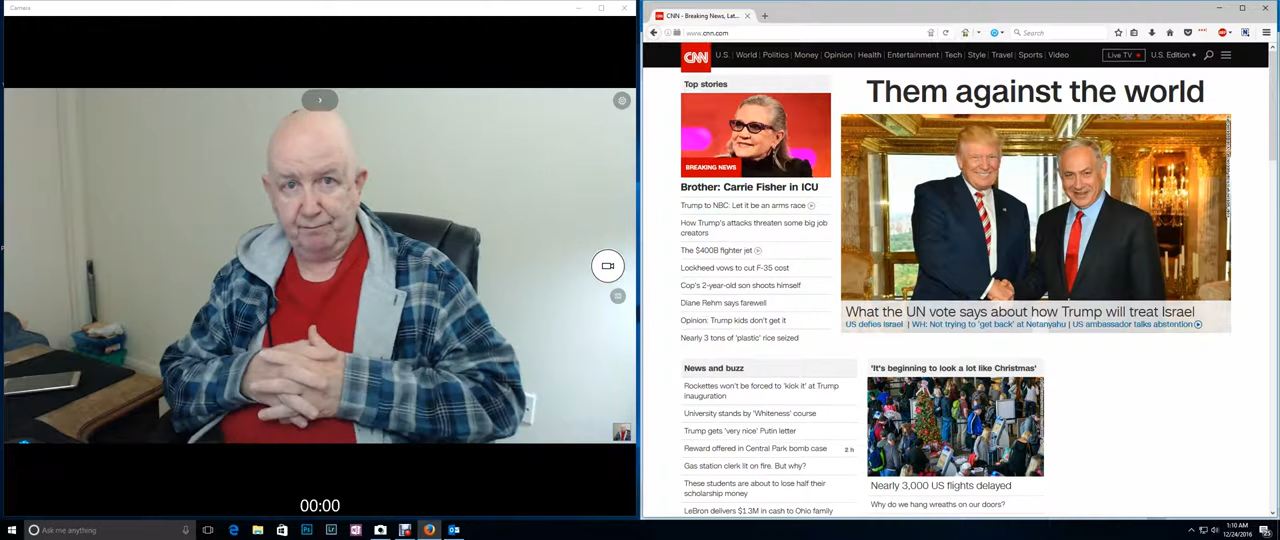 Camera
00:00
CNN - Breaking News, Lat...
www.cnn.com
Search
CNN
U.S.
World
Politics
Money
Opinion
Health
Entertainment
Tech
Style
Travel
Sports
Video
Live TV
U.S. Edition
Top stories
BREAKING NEWS
Brother: Carrie Fisher in ICU
Trump to NBC: Let it be an arms race
How Trump's attacks threaten some big job
creators
The $400B fighter jet
Lockheed vows to cut F-35 cost
Cop's 2-year-old son shoots himself
Diane Rehm says farewell
Opinion: Trump kids don't get it
Nearly 3 tons of 'plastic' rice seized
Them against the world
What the UN vote says about how Trump will treat Israel
US defies Israel | WH: Not trying to 'get back' at Netanyahu | US ambassador talks abstention
News and buzz
Rockettes won't be forced to 'kick it' at Trump
inauguration
University stands by 'Whiteness' course
Trump gets 'very nice' Putin letter
Reward offered in Central Park bomb case
2 h
Gas station clerk lit on fire. But why?
These students are about to lose half their
scholarship money
LeBron delivers $1.3M in cash to Ohio family
'It's beginning to look a lot like Christmas'
Nearly 3,000 US flights delayed
Why do we hang wreaths on our doors?
Ask me anything
Ps
Lr
1:10 AM
12/24/2016